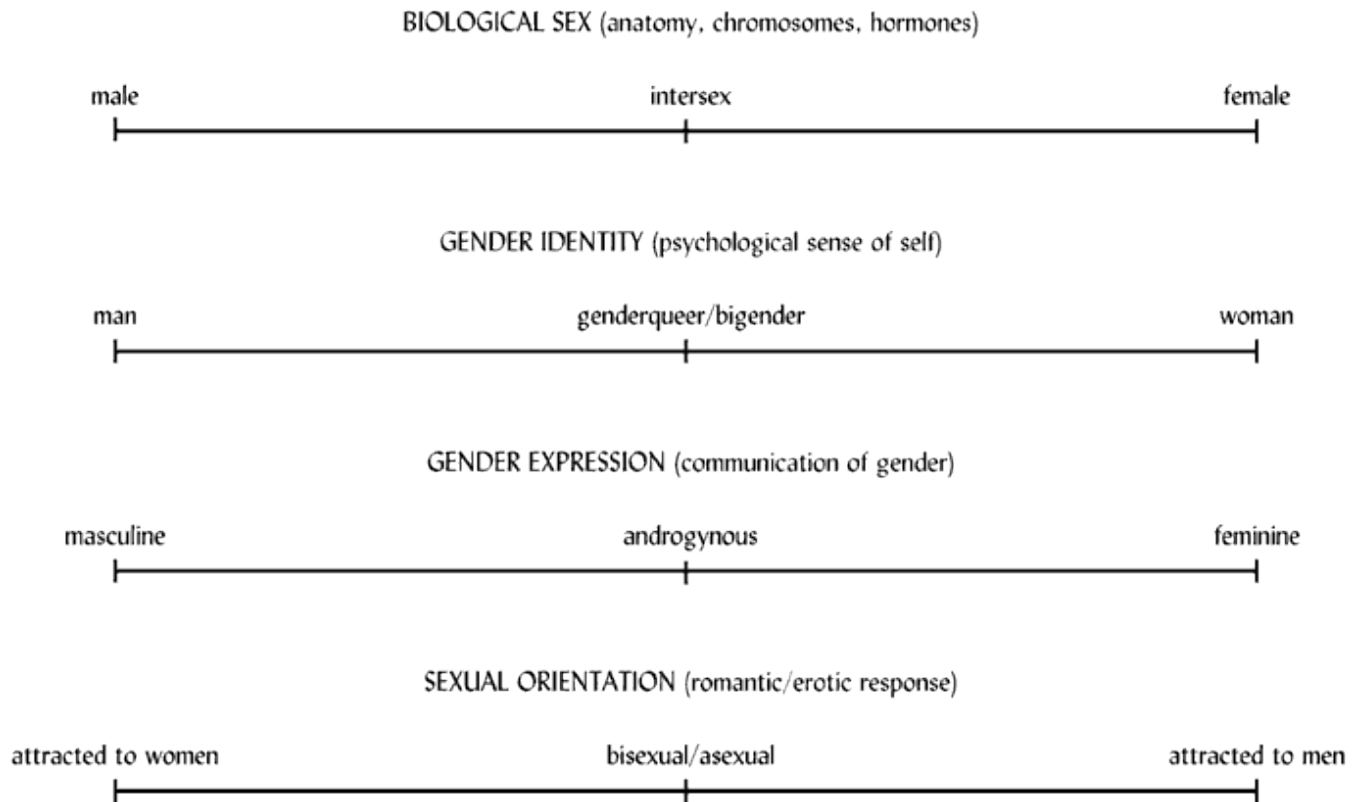 BIOLOGICAL SEX (anatomy, chromosomes, hormones)
male intersex female
GENDER IDENTITY (psychological sense of self)
man genderqueer/bigender woman
GENDER EXPRESSION (communication of gender)
masculine androgynous feminine
SEXUAL ORIENTATION (romantic/erotic response)
attracted to women bisexual/asexual attracted to men